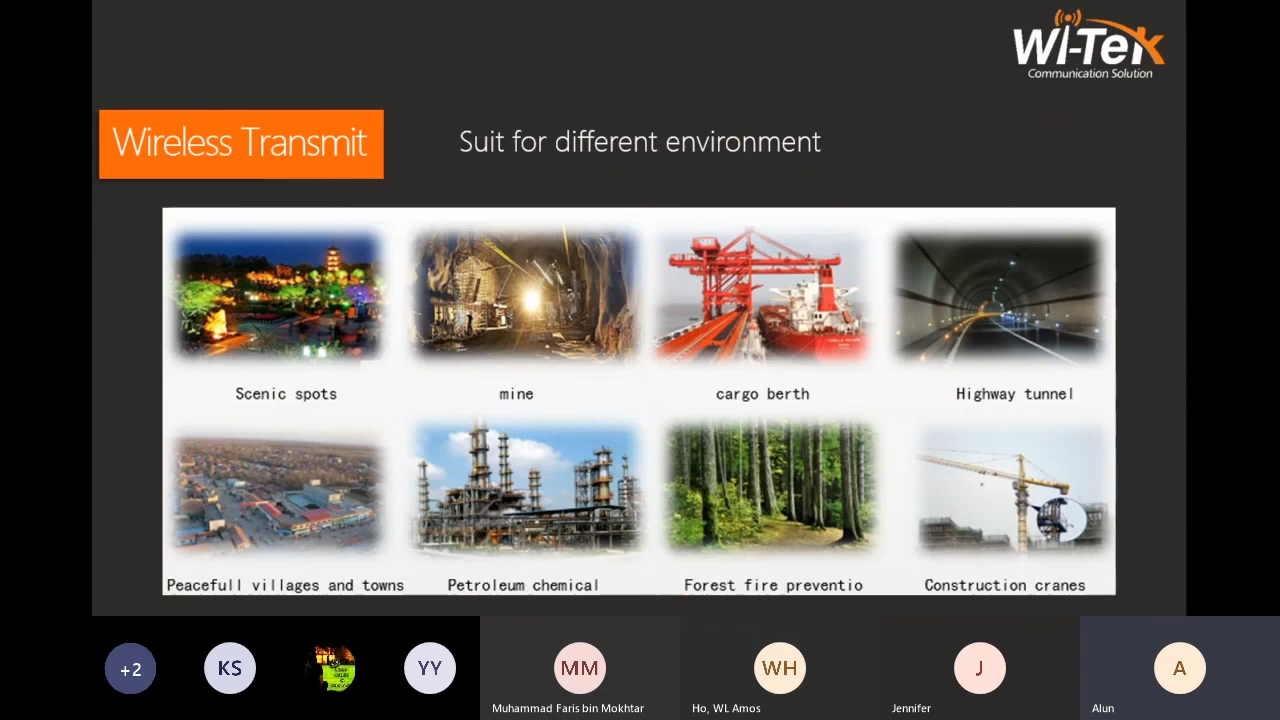 Wi-Tek
Communication Solution
Wireless Transmit
Suit for different environment
Scenic spots
mine
cargo berth
Highway tunnel
Peacefull villages and towns
Petroleum chemical
Forest fire preventio
Construction cranes
+2
KS
YY
MM
WH
J
A
Muhammad Faris bin Mokhtar
Ho, WL Amos
Jennifer
Alun